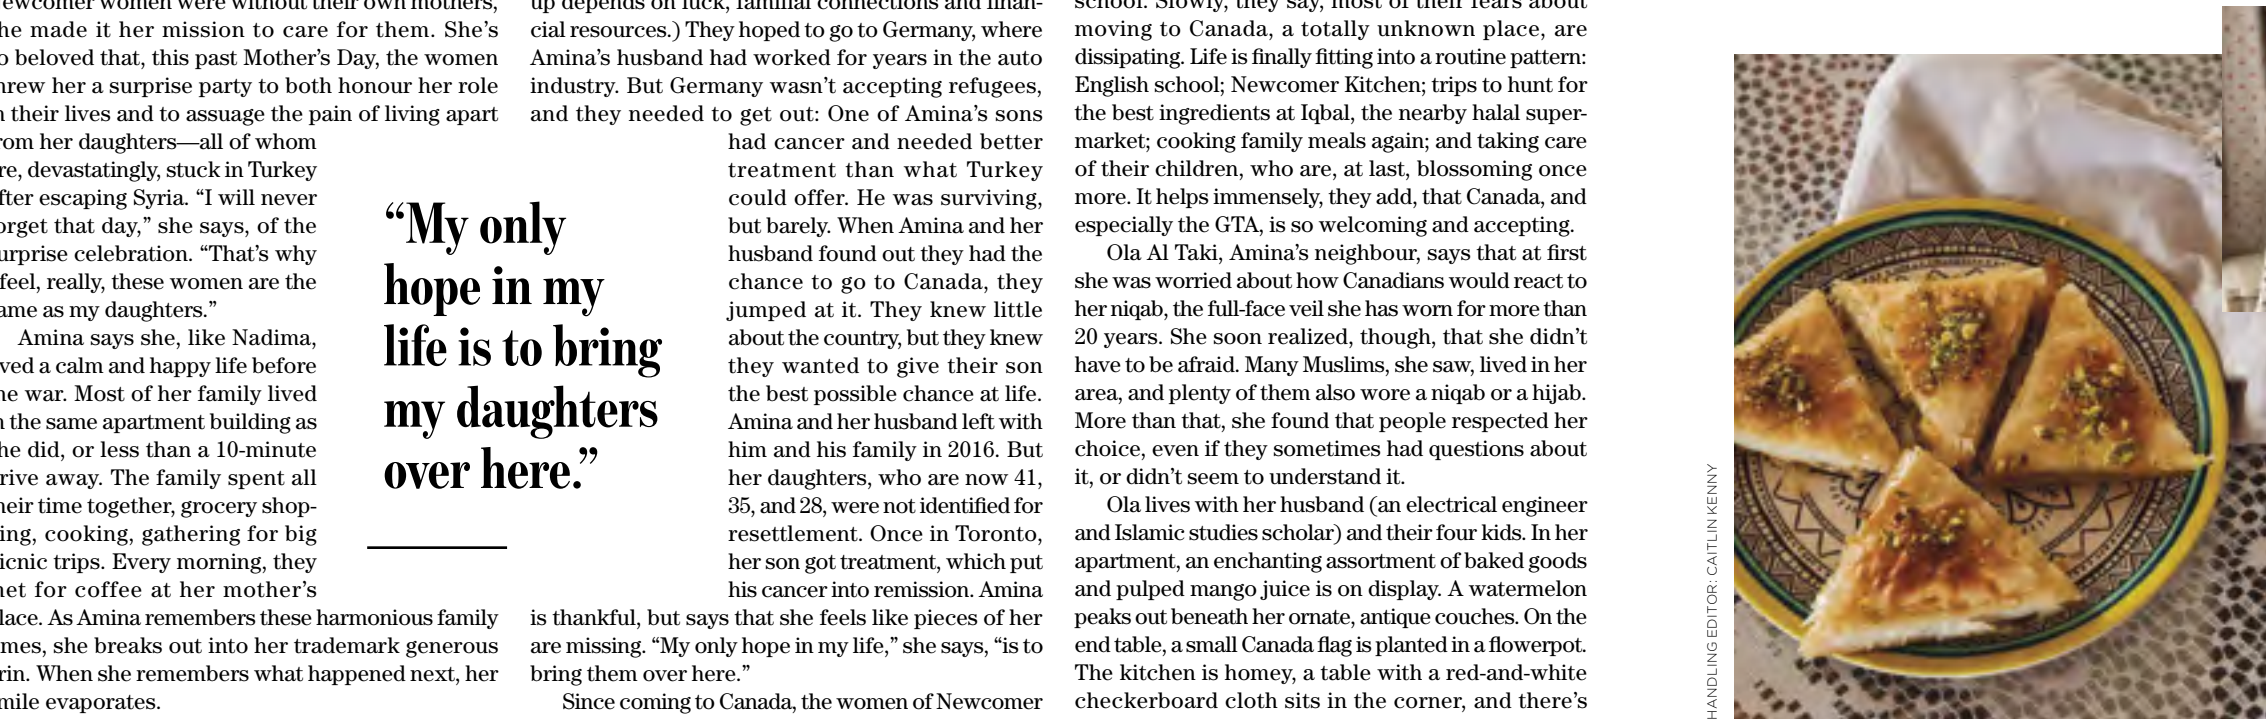 ewcomer women were without their own mothers,
he made it her mission to care for them. She’s
o beloved that, this past Mother’s Day, the women
hrew her a surprise party to both honour her role
n their lives and to assuage the pain of living apart
rom her daughters—all of whom
re, devastatingly, stuck in Turkey
fter escaping Syria. “I will never
orget that day,” she says, of the
urprise celebration. “That’s why
feel, really, these women are the
ame as my daughters.”
Amina says she, like Nadima,
ved a calm and happy life before
he war. Most of her family lived
n the same apartment building as
he did, or less than a 10-minute
rive away. The family spent all
heir time together, grocery shop-
ing, cooking, gathering for big
icnic trips. Every morning, they
net for coffee at her mother’s
lace. As Amina remembers these harmonious family
mes, she breaks out into her trademark generous
rin. When she remembers what happened next, her
mile evaporates.
“My only
hope in my
life is to bring
my daughters
over here.”
up depends on luck, familial connections and finan-
cial resources.) They hoped to go to Germany, where
Amina’s husband had worked for years in the auto
industry. But Germany wasn’t accepting refugees,
and they needed to get out: One of Amina’s sons
had cancer and needed better
treatment than what Turkey
could offer. He was surviving,
but barely. When Amina and her
husband found out they had the
chance to go to Canada, they
jumped at it. They knew little
about the country, but they knew
they wanted to give their son
the best possible chance at life.
Amina and her husband left with
him and his family in 2016. But
her daughters, who are now 41,
35, and 28, were not identified for
resettlement. Once in Toronto,
her son got treatment, which put
his cancer into remission. Amina
is thankful, but says that she feels like pieces of her
are missing. “My only hope in my life,” she says, “is to
bring them over here.”
Since coming to Canada, the women of Newcomer
school. Slowly, they say, most of their fears about
moving to Canada, a totally unknown place, are
dissipating. Life is finally fitting into a routine pattern:
English school; Newcomer Kitchen; trips to hunt for
the best ingredients at Iqbal, the nearby halal super-
market; cooking family meals again; and taking care
of their children, who are, at last, blossoming once
more. It helps immensely, they add, that Canada, and
especially the GTA, is so welcoming and accepting.
Ola Al Taki, Amina’s neighbour, says that at first
she was worried about how Canadians would react to
her niqab, the full-face veil she has worn for more than
20 years. She soon realized, though, that she didn’t
have to be afraid. Many Muslims, she saw, lived in her
area, and plenty of them also wore a niqab or a hijab.
More than that, she found that people respected her
choice, even if they sometimes had questions about
it, or didn’t seem to understand it.
Ola lives with her husband (an electrical engineer
and Islamic studies scholar) and their four kids. In her
apartment, an enchanting assortment of baked goods
and pulped mango juice is on display. A watermelon
peaks out beneath her ornate, antique couches. On the
end table, a small Canada flag is planted in a flowerpot.
The kitchen is homey, a table with a red-and-white
checkerboard cloth sits in the corner, and there’s
HANDLING EDITOR: CAITLIN KENNY